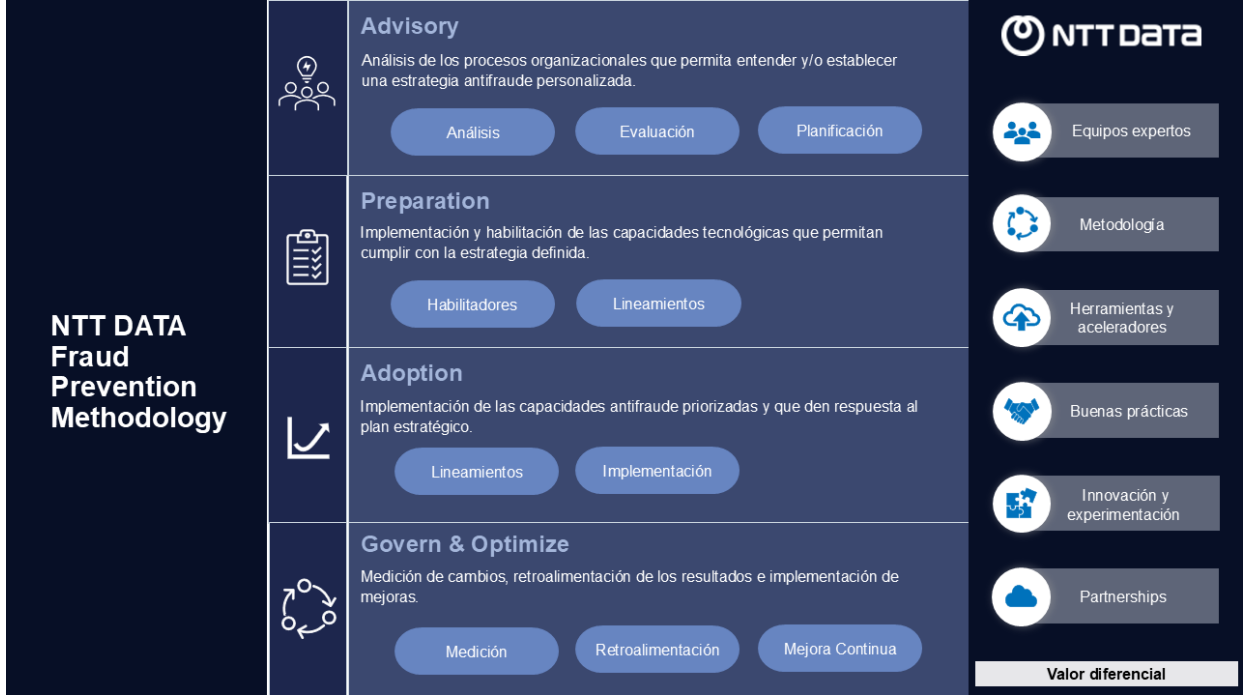 NTT DATA
Fraud
Prevention
Methodology
Advisory
Análisis de los procesos organizacionales que permita entender y/o establecer
una estrategia antifraude personalizada.
Análisis
Evaluación
Planificación
Preparation
Implementación y habilitación de las capacidades tecnológicas que permitan
cumplir con la estrategia definida.
Habilitadores
Lineamientos
Adoption
Implementación de las capacidades antifraude priorizadas y que den respuesta al
plan estratégico.
Lineamientos
Implementación
Govern & Optimize
Medición de cambios, retroalimentación de los resultados e implementación de
mejoras.
Medición
Retroalimentación
Mejora Continua
NTT DATA
Equipos expertos
Metodología
Herramientas y
aceleradores
Buenas prácticas
Innovación y
experimentación
Partnerships
Valor diferencial